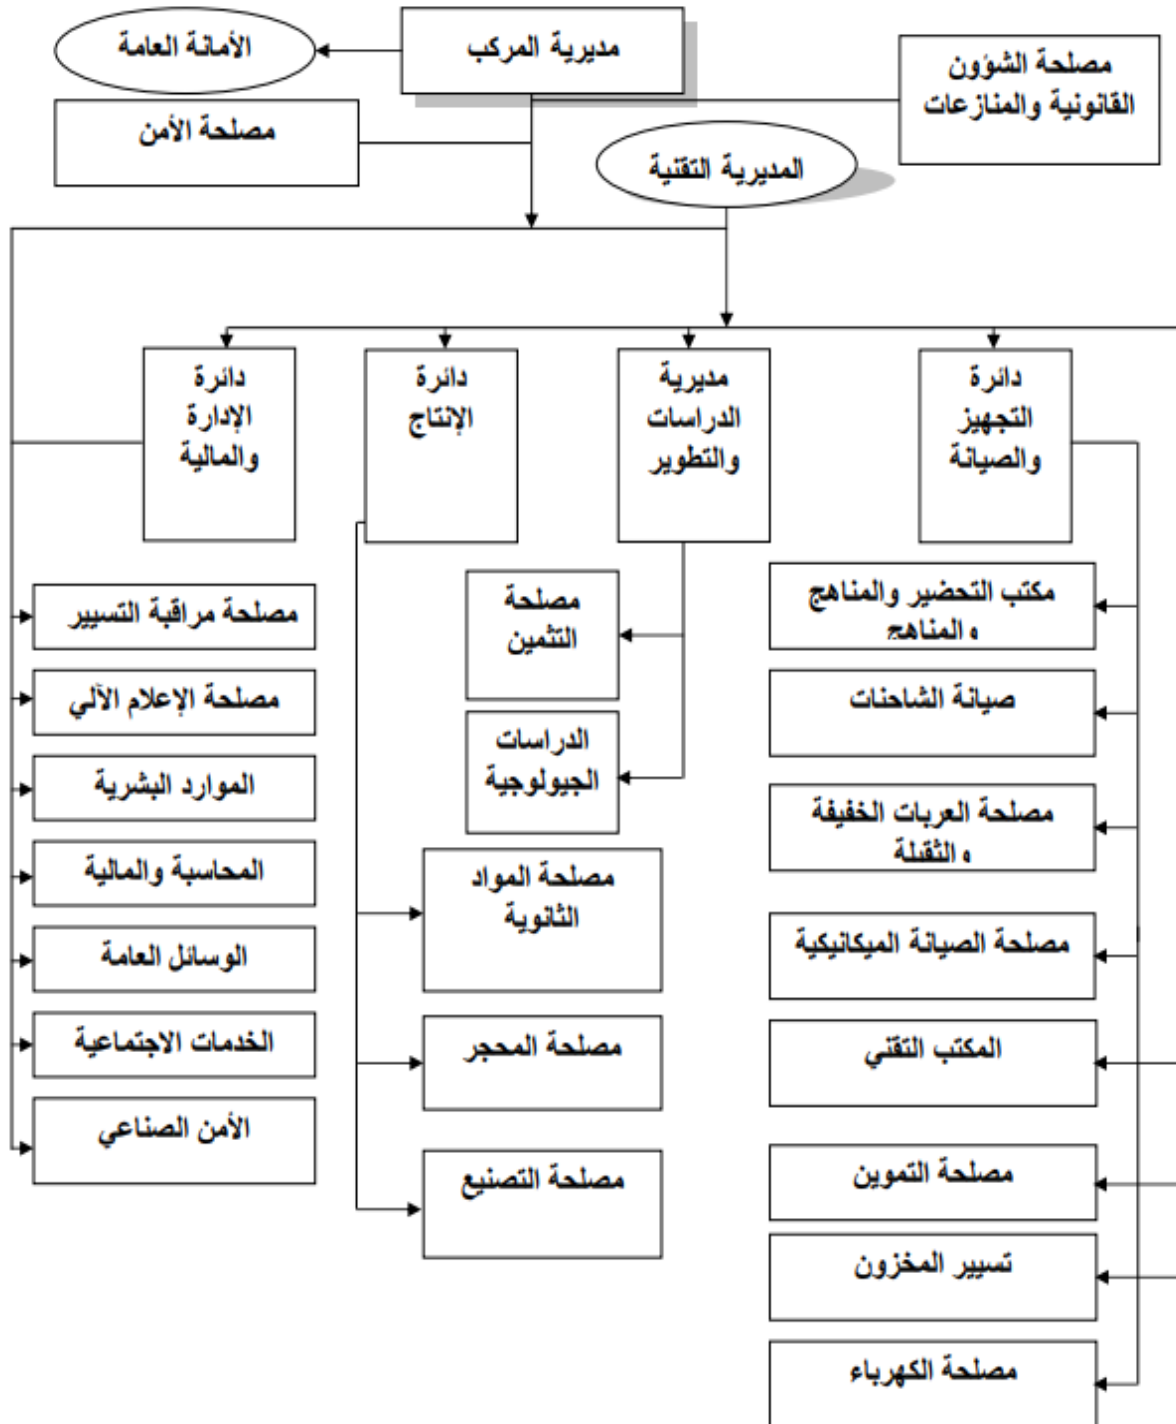 مديرية المركب
الأمانة العامة
مصلحة الشؤون
القانونية والمنازعات
مصلحة الأمن
المديرية التقنية
دائرة
التجهيز
والصيانة
مديرية
الدراسات
والتطوير
دائرة
الإنتاج
دائرة
الإدارة
والمالية
مكتب التحضير والمناهج
والمناهج
صيانة الشاحنات
مصلحة العربات الخفيفة
والثقيلة
مصلحة الصيانة الميكانيكية
المكتب التقني
مصلحة التموين
تسيير المخزون
مصلحة الكهرباء
مصلحة
التثمين
الدراسات
الجيولوجية
مصلحة المواد
الثانوية
مصلحة المحجر
مصلحة التصنيع
مصلحة مراقبة التسيير
مصلحة الإعلام الآلي
الموارد البشرية
المحاسبة والمالية
الوسائل العامة
الخدمات الاجتماعية
الأمن الصناعي